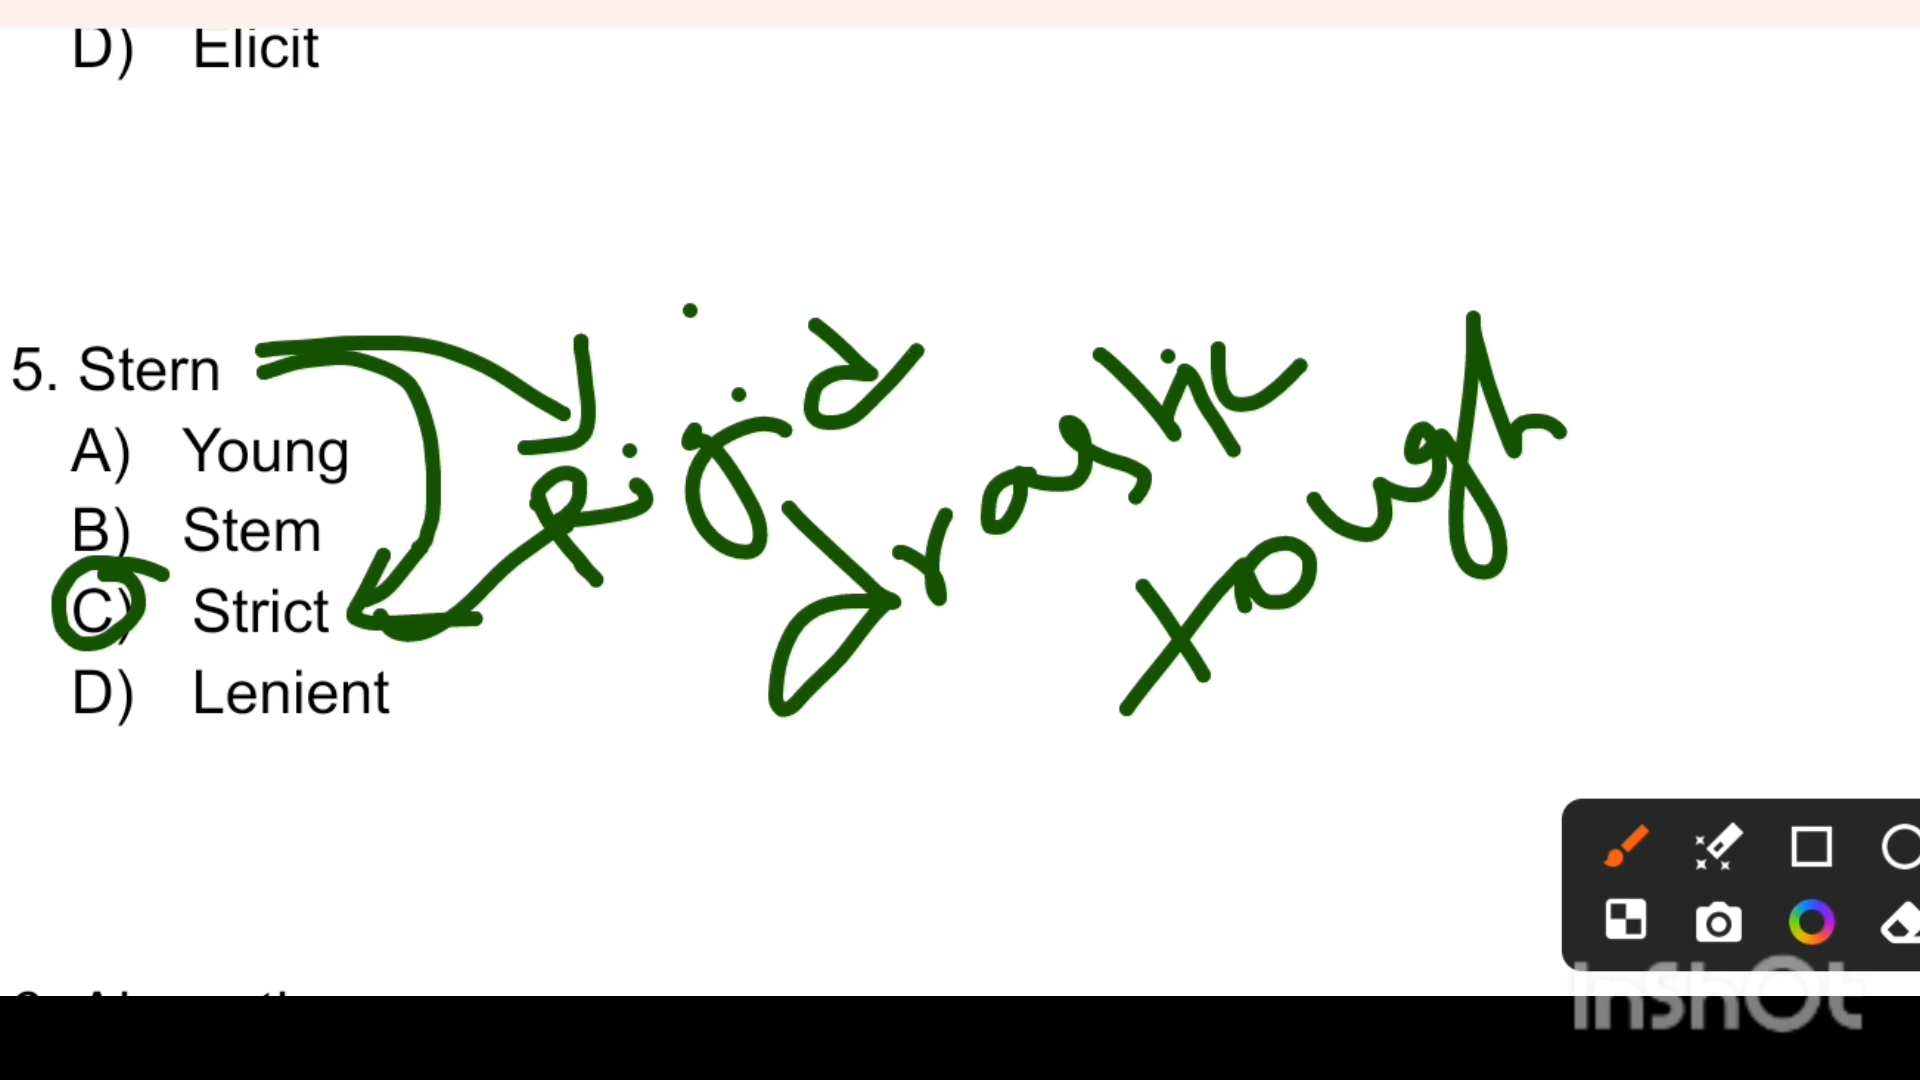 D) Elicit
5. Stern
A) Young
B) Stem
C) Strict
D) Lenient
Rigid
drastic
rough
InShOt